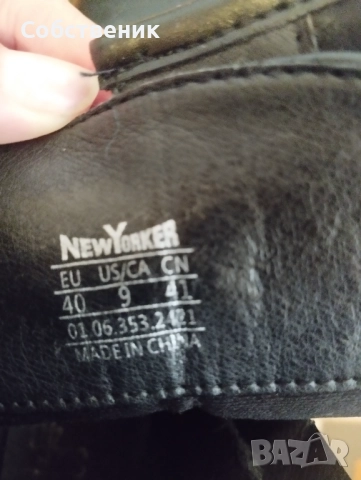 Собственик
NEWYORKER
EU US/CA CN
40 9 41
01.06.353.2421
MADE IN CHINA
BAZAR